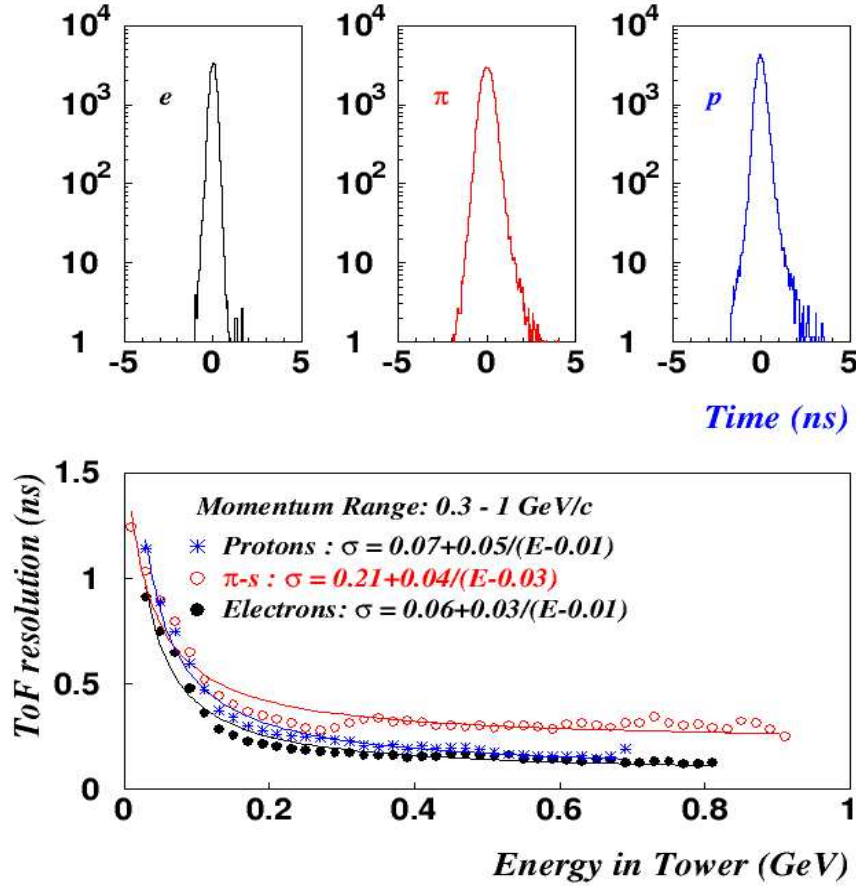 10⁴ 10⁴ 10⁴
e π p
10³ 10³ 10³
10² 10² 10²
10 10 10
1 1 1
-5 0 5 -5 0 5 -5 0 5
Time (ns)
ToF resolution (ns)
1.5
1
0.5
0
Momentum Range: 0.3 - 1 GeV/c
Protons : σ = 0.07+0.05/(E-0.01)
π-s : σ = 0.21+0.04/(E-0.03)
Electrons: σ = 0.06+0.03/(E-0.01)
0 0.2 0.4 0.6 0.8 1
Energy in Tower (GeV)